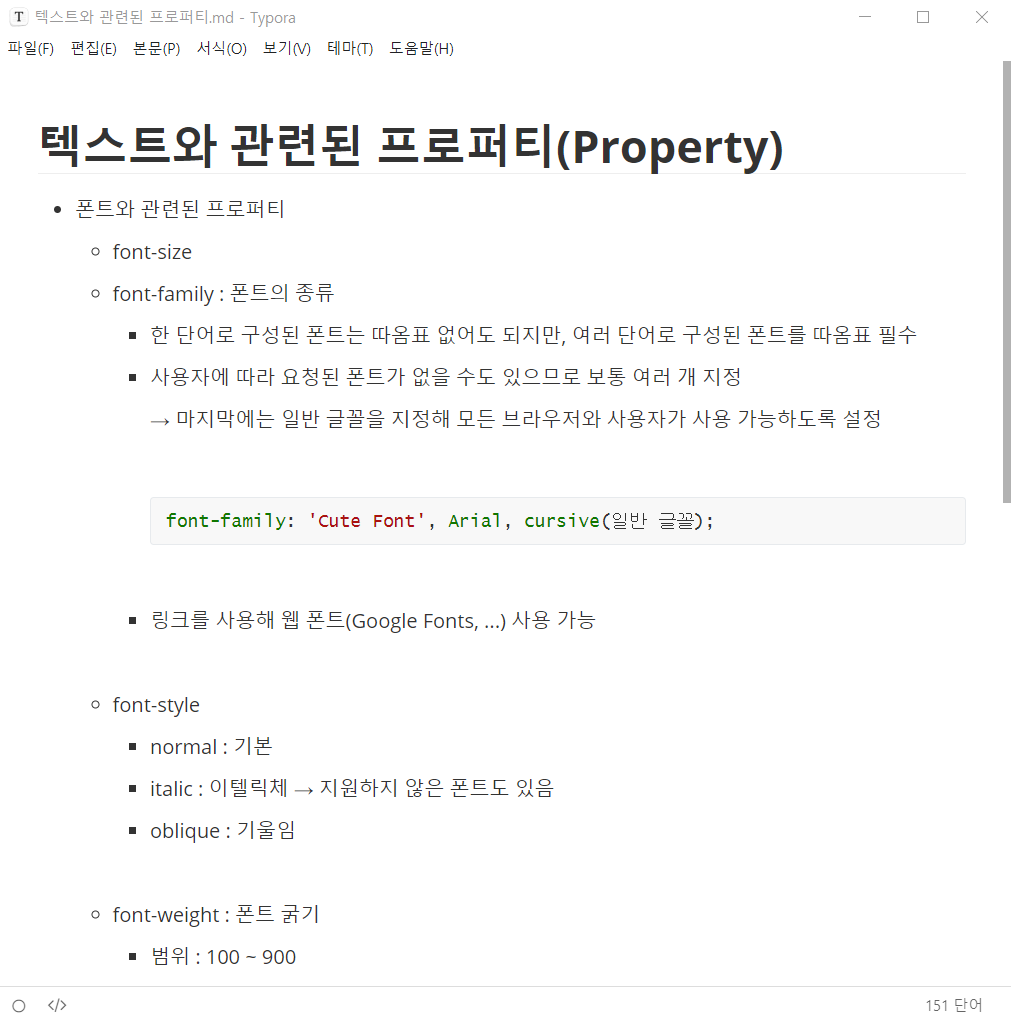 텍스트와 관련된 프로퍼티.md - Typora
파일(F) 편집(E) 본문(P) 서식(O) 보기(V) 테마(T) 도움말(H)
텍스트와 관련된 프로퍼티(Property)
폰트와 관련된 프로퍼티
font-size
font-family : 폰트의 종류
한 단어로 구성된 폰트는 따옴표 없어도 되지만, 여러 단어로 구성된 폰트를 따옴표 필수
사용자에 따라 요청된 폰트가 없을 수도 있으므로 보통 여러 개 지정
→ 마지막에는 일반 글꼴을 지정해 모든 브라우저와 사용자가 사용 가능하도록 설정
font-family: 'Cute Font', Arial, cursive(일반 글꼴);
링크를 사용해 웹 폰트(Google Fonts, ...) 사용 가능
font-style
normal : 기본
italic : 이텔릭체 → 지원하지 않은 폰트도 있음
oblique : 기울임
font-weight : 폰트 굵기
범위 : 100 ~ 900
</> 151 단어